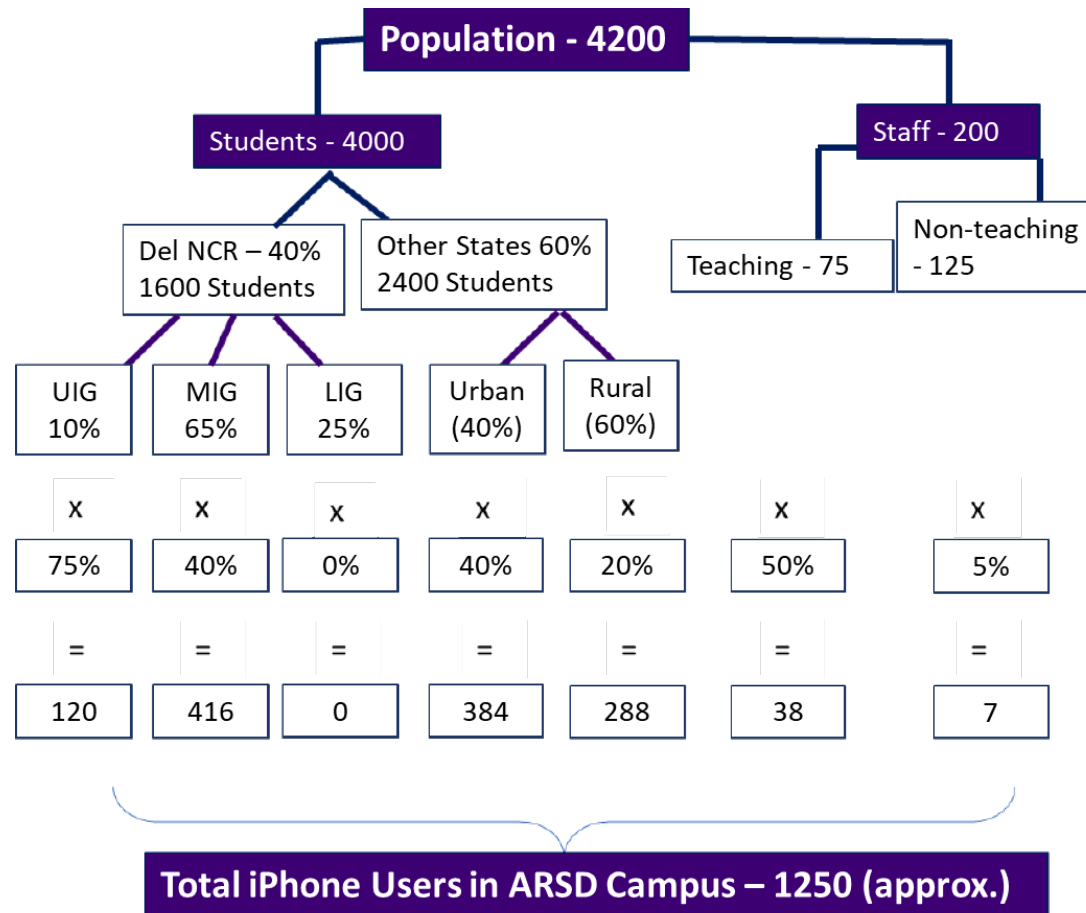 Population - 4200
Students - 4000
Staff - 200
Del NCR – 40%
1600 Students
Other States 60%
2400 Students
Teaching - 75
Non-teaching
- 125
UIG
10%
MIG
65%
LIG
25%
Urban
(40%)
Rural
(60%)
x x x x x x x
75% 40% 0% 40% 20% 50% 5%
= = = = = = =
120 416 0 384 288 38 7
Total iPhone Users in ARSD Campus – 1250 (approx.)